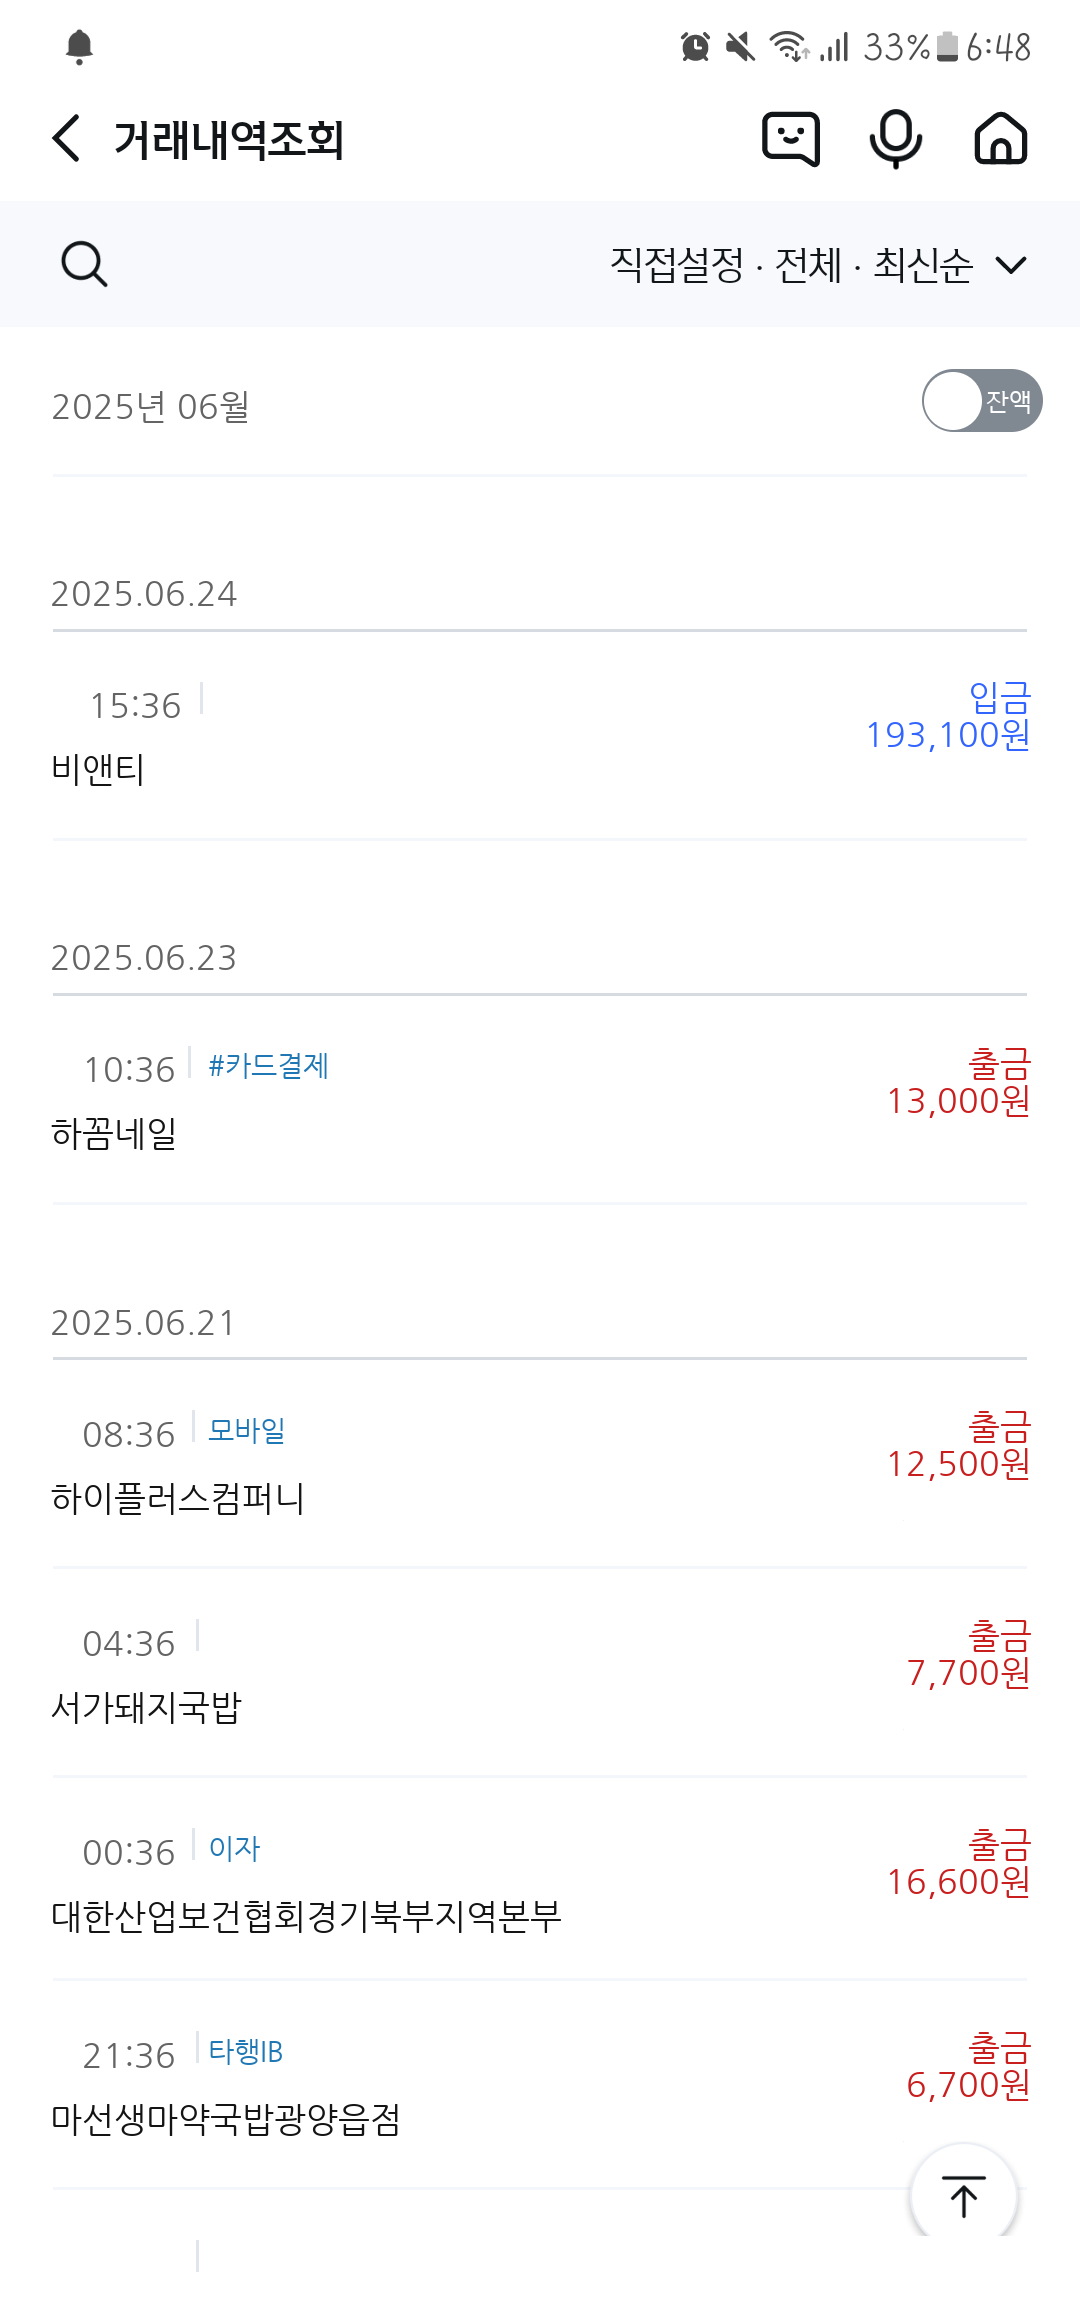 33% 6:48
거래내역조회
직접설정 · 전체 · 최신순
2025년 06월
잔액
2025.06.24
15:36
입금
193,100원
비앤티
2025.06.23
10:36 #카드결제
출금
13,000원
하꼼네일
2025.06.21
08:36 모바일
출금
12,500원
하이플러스컴퍼니
04:36
출금
7,700원
서가돼지국밥
00:36 이자
출금
16,600원
대한산업보건협회경기북부지역본부
21:36 타행IB
출금
6,700원
마선생마약국밥광양읍점